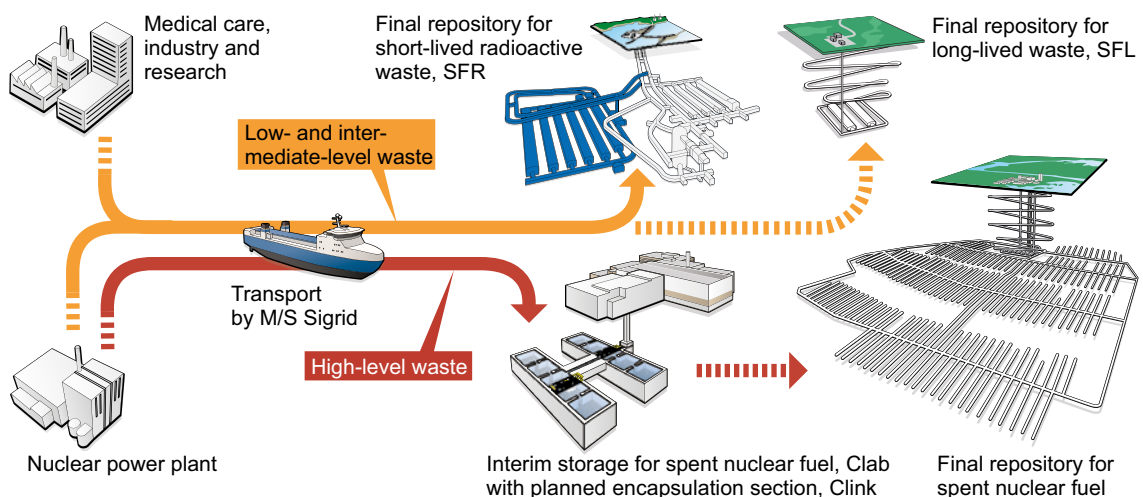 Medical care,
industry and
research
Final repository for
short-lived radioactive
waste, SFR
Final repository for
long-lived waste, SFL
Low- and inter-
mediate-level waste
Transport
by M/S Sigrid
High-level waste
Nuclear power plant
Interim storage for spent nuclear fuel, Clab
with planned encapsulation section, Clink
Final repository for
spent nuclear fuel